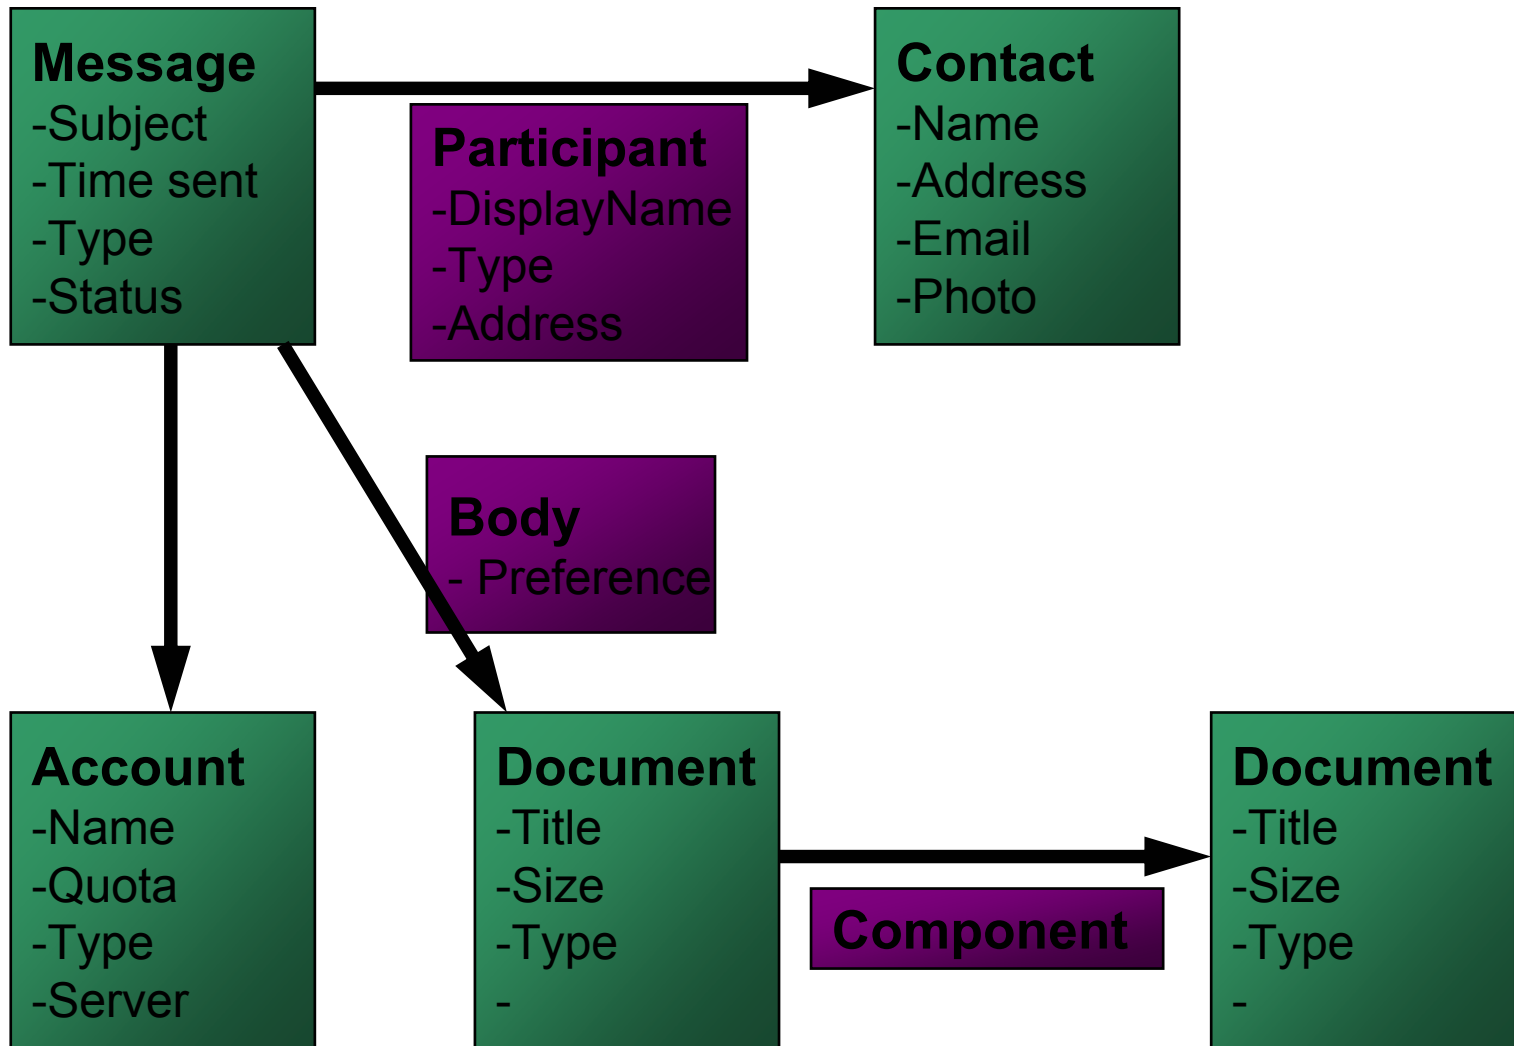 Message
-Subject
-Time sent
-Type
-Status
Participant
-DisplayName
-Type
-Address
Contact
-Name
-Address
-Email
-Photo
Body
- Preference
Account
-Name
-Quota
-Type
-Server
Document
-Title
-Size
-Type
-
Component
Document
-Title
-Size
-Type
-